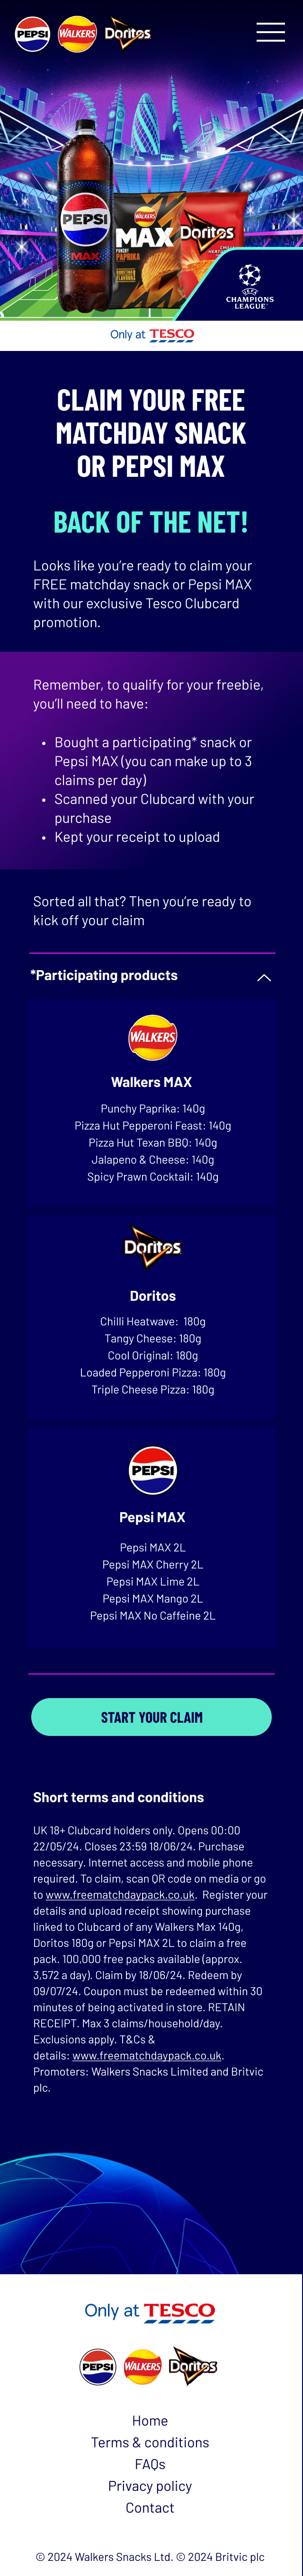 PEPSI WALKERS Doritos
PEPSI
MAX
WALKERS
MAX
PUNCHY
PAPRIKA
Doritos
UEFA
CHAMPIONS
LEAGUE
Only at TESCO
CLAIM YOUR FREE
MATCHDAY SNACK
OR PEPSI MAX
BACK OF THE NET!
Looks like you’re ready to claim your
FREE matchday snack or Pepsi MAX
with our exclusive Tesco Clubcard
promotion.
Remember, to qualify for your freebie,
you’ll need to have:
• Bought a participating* snack or
Pepsi MAX (you can make up to 3
claims per day)
• Scanned your Clubcard with your
purchase
• Kept your receipt to upload
Sorted all that? Then you’re ready to
kick off your claim
*Participating products
WALKERS
Walkers MAX
Punchy Paprika: 140g
Pizza Hut Pepperoni Feast: 140g
Pizza Hut Texan BBQ: 140g
Jalapeno & Cheese: 140g
Spicy Prawn Cocktail: 140g
Doritos
Doritos
Chilli Heatwave: 180g
Tangy Cheese: 180g
Cool Original: 180g
Loaded Pepperoni Pizza: 180g
Triple Cheese Pizza: 180g
PEPSI
Pepsi MAX
Pepsi MAX 2L
Pepsi MAX Cherry 2L
Pepsi MAX Lime 2L
Pepsi MAX Mango 2L
Pepsi MAX No Caffeine 2L
START YOUR CLAIM
Short terms and conditions
UK 18+ Clubcard holders only. Opens 00:00
22/05/24. Closes 23:59 18/06/24. Purchase
necessary. Internet access and mobile phone
required. To claim, scan QR code on media or go
to www.freematchdaypack.co.uk. Register your
details and upload receipt showing purchase
linked to Clubcard of any Walkers Max 140g,
Doritos 180g or Pepsi MAX 2L to claim a free
pack. 100,000 free packs available (approx.
3,572 a day). Claim by 18/06/24. Redeem by
09/07/24. Coupon must be redeemed within 30
minutes of being activated in store. RETAIN
RECEIPT. Max 3 claims/household/day.
Exclusions apply. T&Cs &
details: www.freematchdaypack.co.uk.
Promoters: Walkers Snacks Limited and Britvic
plc.
Only at TESCO
PEPSI WALKERS Doritos
Home
Terms & conditions
FAQs
Privacy policy
Contact
© 2024 Walkers Snacks Ltd. © 2024 Britvic plc